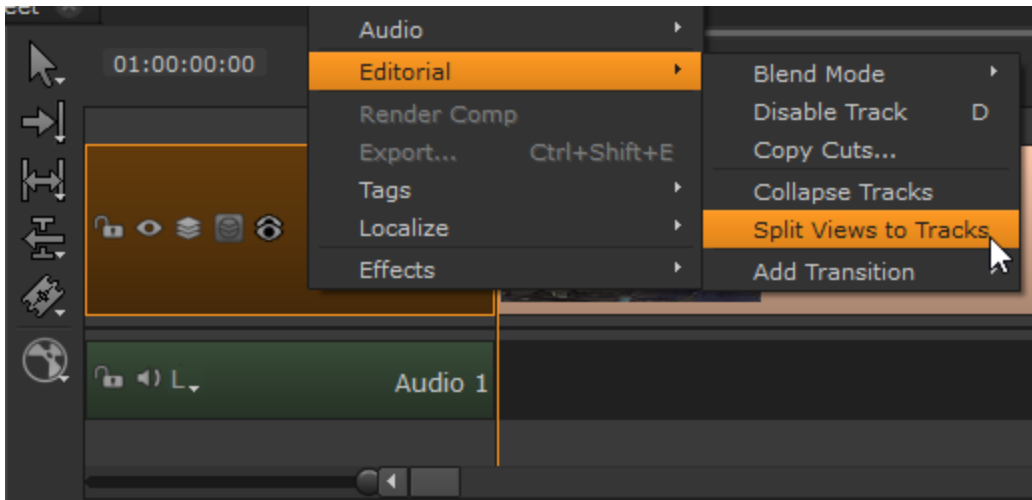 Audio
01:00:00:00
Editorial
Blend Mode
Disable Track D
Render Comp
Export... Ctrl+Shift+E
Copy Cuts...
Tags
Collapse Tracks
Localize
Split Views to Tracks
Effects
Add Transition
L
Audio 1